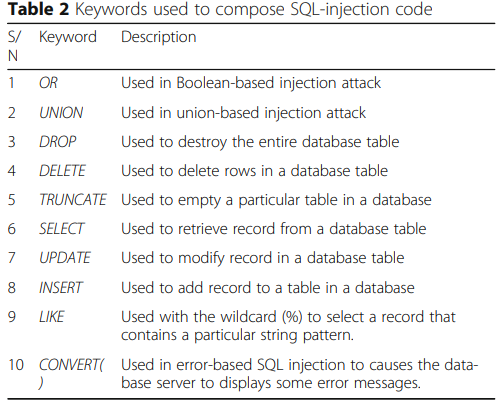 Table 2 Keywords used to compose SQL-injection code
S/ Keyword Description
N
1 OR Used in Boolean-based injection attack
2 UNION Used in union-based injection attack
3 DROP Used to destroy the entire database table
4 DELETE Used to delete rows in a database table
5 TRUNCATE Used to empty a particular table in a database
6 SELECT Used to retrieve record from a database table
7 UPDATE Used to modify record in a database table
8 INSERT Used to add record to a table in a database
9 LIKE Used with the wildcard (%) to select a record that
contains a particular string pattern.
10 CONVERT( Used in error-based SQL injection to causes the data-
) base server to displays some error messages.